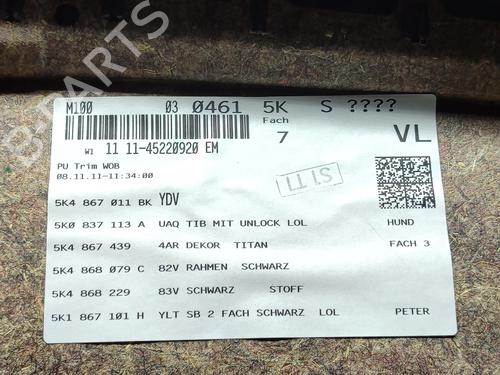 M100 03 0461 5K S ????
Fach
7 VL
W1 11 11-45220920 EM
PU Trim WOB
08.11.11-11:34:00
5K4 867 011 BK YDV
5K0 837 113 A UAQ TIB MIT UNLOCK LOL HUND
5K4 867 439 4AR DEKOR TITAN FACH 3
5K4 868 079 C 82V RAHMEN SCHWARZ
5K4 868 229 83V SCHWARZ STOFF
5K1 867 101 H YLT SB 2 FACH SCHWARZ LOL PETER